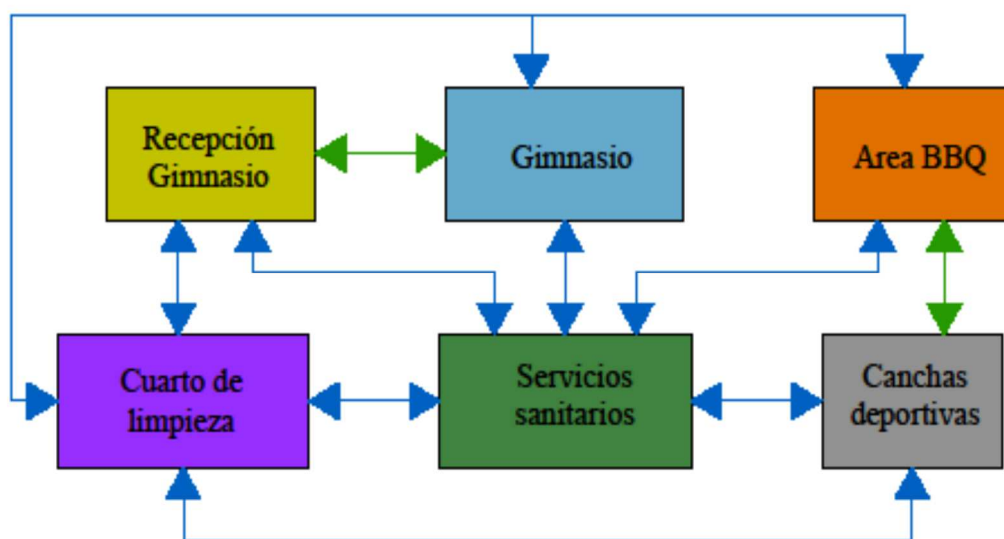 Recepción
Gimnasio
Gimnasio
Area BBQ
Cuarto de
limpieza
Servicios
sanitarios
Canchas
deportivas